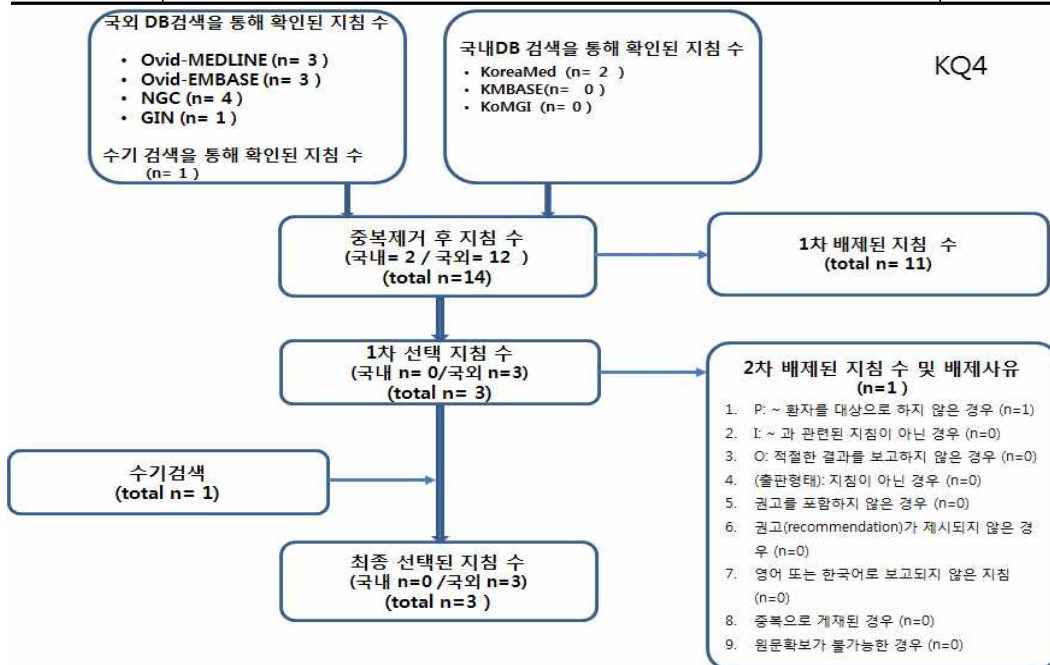 국외 DB검색을 통해 확인된 지침 수
• Ovid-MEDLINE (n= 3 )
• Ovid-EMBASE (n= 3 )
• NGC (n= 4 )
• GIN (n= 1 )
수기 검색을 통해 확인된 지침 수
(n= 1 )
국내DB 검색을 통해 확인된 지침 수
• KoreaMed (n= 2 )
• KMBASE(n= 0 )
• KoMGI (n= 0 )
KQ4
중복제거 후 지침 수
(국내= 2 / 국외= 12 )
(total n=14)
1차 배제된 지침 수
(total n= 11)
1차 선택 지침 수
(국내 n= 0/국외 n=3)
(total n= 3)
2차 배제된 지침 수 및 배제사유
(n=1 )
1. P: ~ 환자를 대상으로 하지 않은 경우 (n=1)
2. I: ~ 과 관련된 지침이 아닌 경우 (n=0)
3. O: 적절한 결과를 보고하지 않은 경우 (n=0)
4. (출판형태): 지침이 아닌 경우 (n=0)
5. 권고를 포함하지 않은 경우 (n=0)
6. 권고(recommendation)가 제시되지 않은 경
우 (n=0)
7. 영어 또는 한국어로 보고되지 않은 지침
(n=0)
8. 중복으로 게재된 경우 (n=0)
9. 원문확보가 불가능한 경우 (n=0)
수기검색
(total n= 1)
최종 선택된 지침 수
(국내 n=0 /국외 n=3)
(total n=3 )